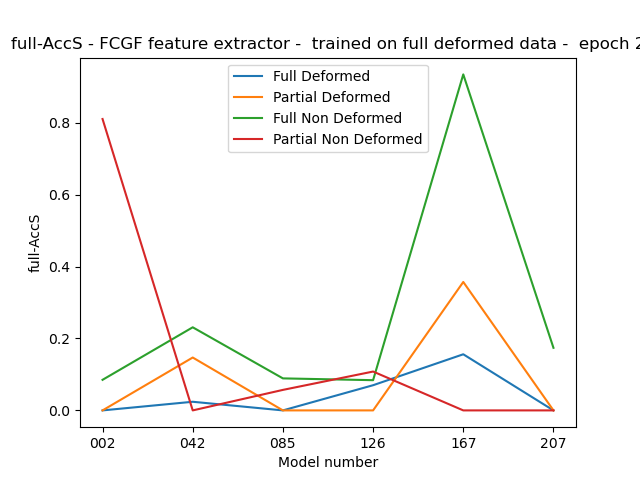 full-AccS - FCGF feature extractor -  trained on full deformed data -  epoch 2
Full Deformed
Partial Deformed
Full Non Deformed
Partial Non Deformed
full-AccS
0.8
0.6
0.4
0.2
0.0
002 042 085 126 167 207
Model number